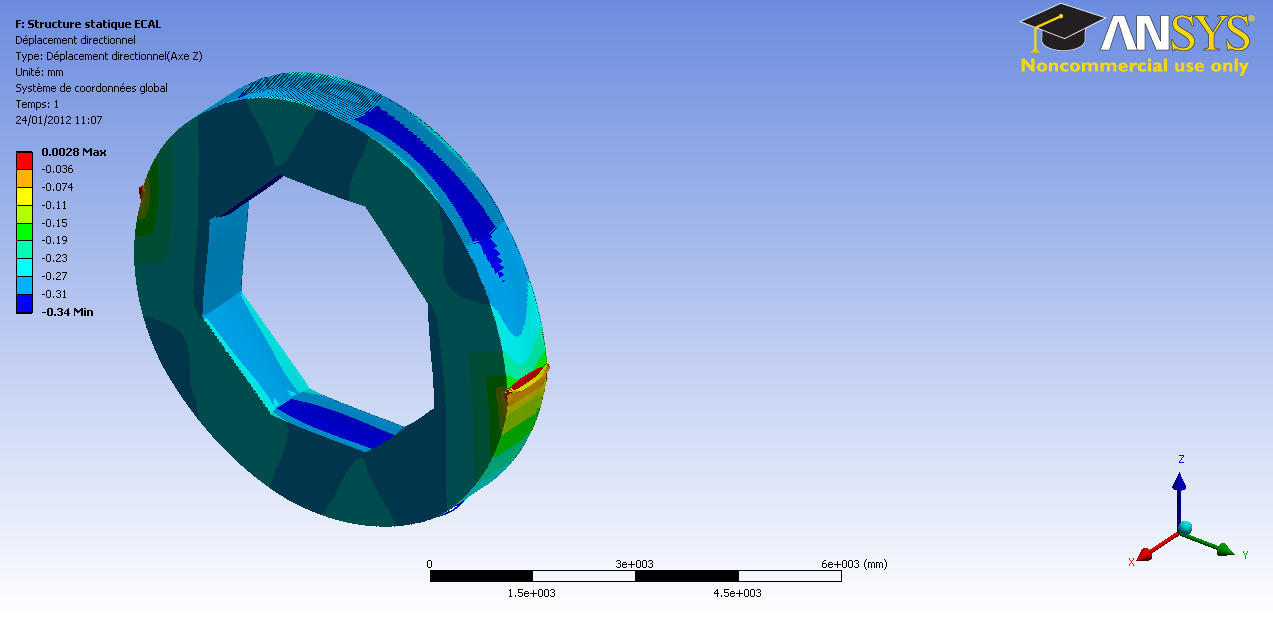 F: Structure statique ECAL
Déplacement directionnel
Type: Déplacement directionnel(Axe Z)
Unité: mm
Système de coordonnées global
Temps: 1
24/01/2012 11:07
0.0028 Max
-0.036
-0.074
-0.11
-0.15
-0.19
-0.23
-0.27
-0.31
-0.34 Min
ANSYS®
Noncommercial use only
Z
X
Y
0 3e+003 6e+003 (mm)
1.5e+003 4.5e+003